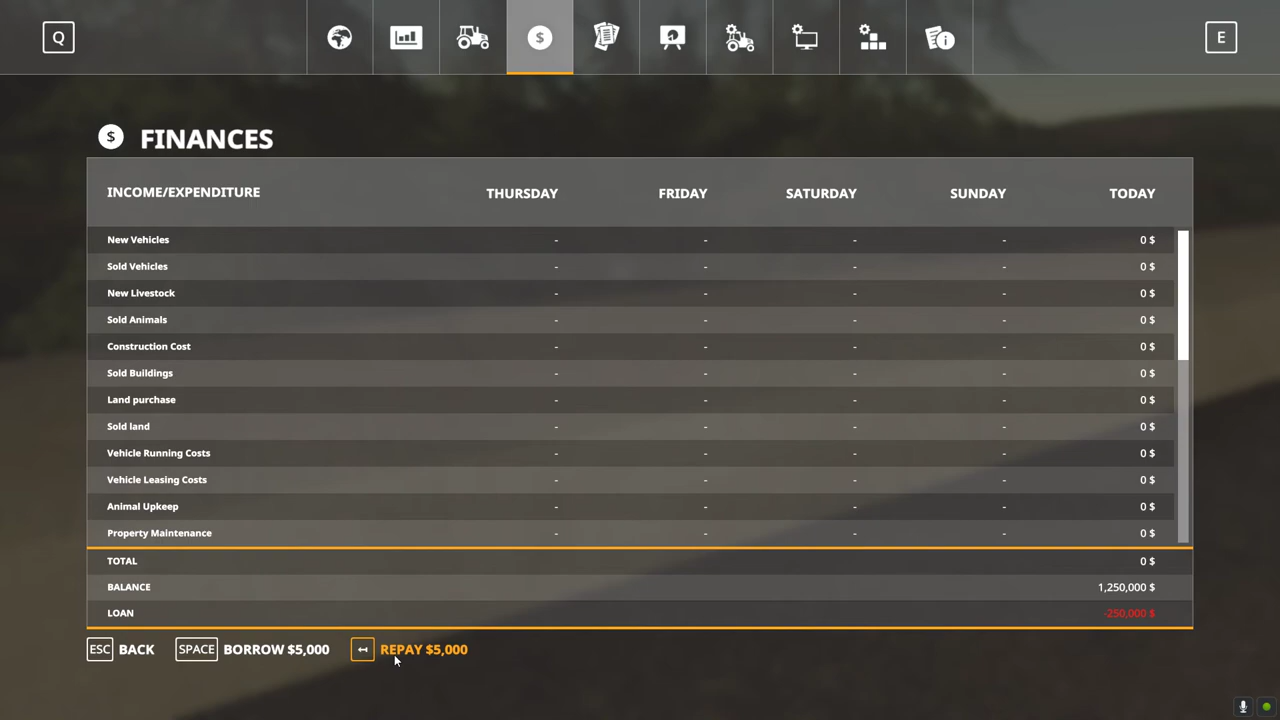 Q
$
E
$ FINANCES
INCOME/EXPENDITURE THURSDAY FRIDAY SATURDAY SUNDAY TODAY
New Vehicles - - - - 0 $
Sold Vehicles - - - - 0 $
New Livestock - - - - 0 $
Sold Animals - - - - 0 $
Construction Cost - - - - 0 $
Sold Buildings - - - - 0 $
Land purchase - - - - 0 $
Sold land - - - - 0 $
Vehicle Running Costs - - - - 0 $
Vehicle Leasing Costs - - - - 0 $
Animal Upkeep - - - - 0 $
Property Maintenance - - - - 0 $
TOTAL 0 $
BALANCE 1,250,000 $
LOAN -250,000 $
ESC BACK SPACE BORROW $5,000 REPAY $5,000